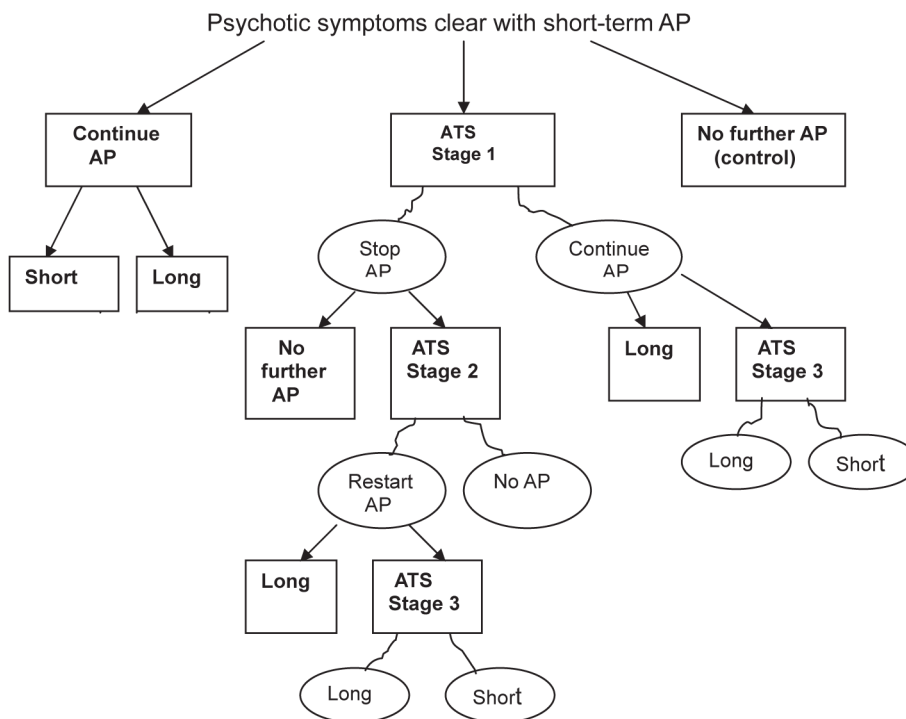 Psychotic symptoms clear with short-term AP
Continue
AP
ATS
Stage 1
No further AP
(control)
Short
Long
Stop
AP
Continue
AP
No
further
AP
ATS
Stage 2
Long
ATS
Stage 3
Restart
AP
No AP
Long
Short
Long
ATS
Stage 3
Long
Short